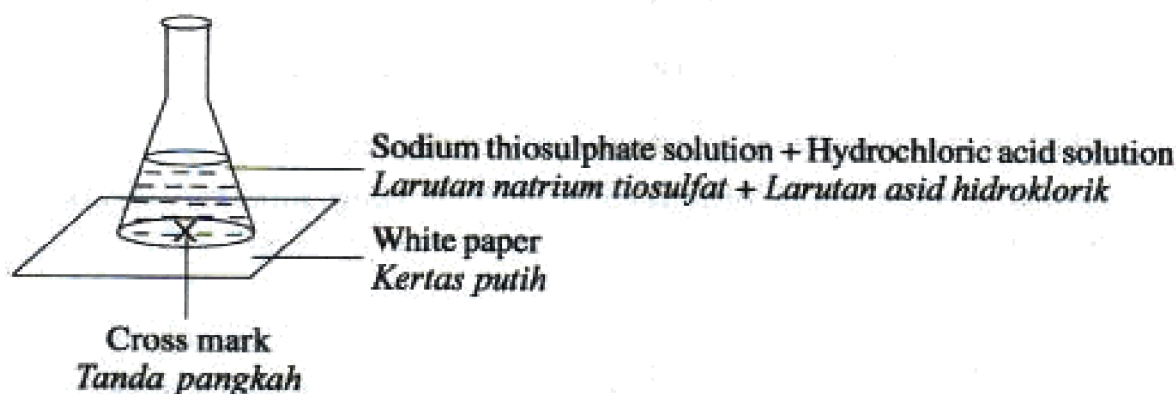 Sodium thiosulphate solution + Hydrochloric acid solution
Larutan natrium tiosulfat + Larutan asid hidroklorik
White paper
Kertas putih
Cross mark
Tanda pangkah